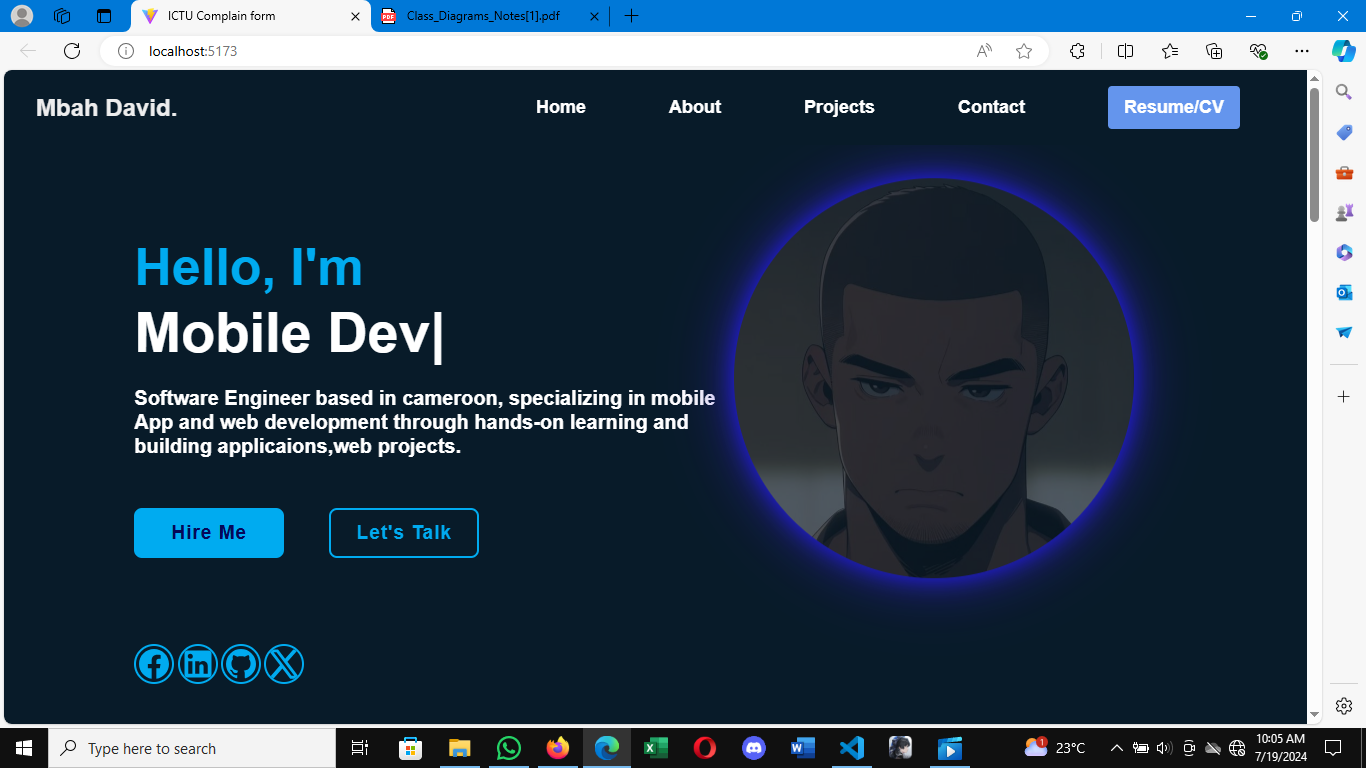 ICTU Complain form
Class_Diagrams_Notes[1].pdf
localhost:5173
Mbah David.
Home
About
Projects
Contact
Resume/CV
Hello, I'm
Mobile Dev|
Software Engineer based in cameroon, specializing in mobile
App and web development through hands-on learning and
building applicaions,web projects.
Hire Me
Let's Talk
Type here to search
1
23°C
10:05 AM
7/19/2024